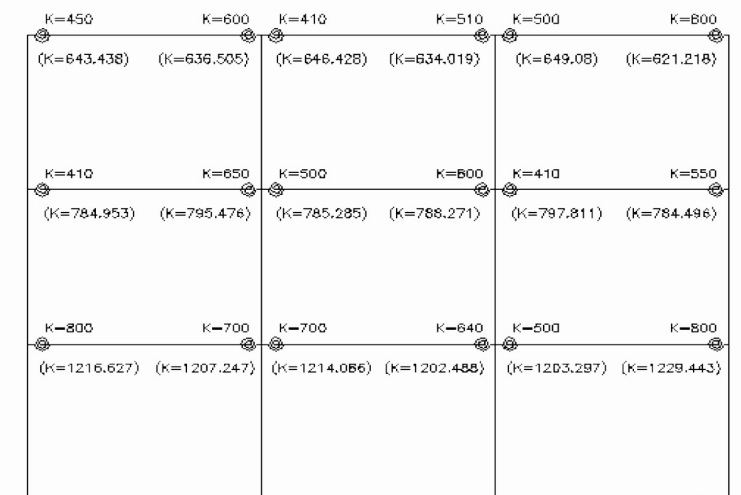 K=450 K=600 K=410 K=510 K=500 K=600
(K=643.438) (K=636.505) (K=646.428) (K=634.019) (K=649.08) (K=621.218)
K=410 K=650 K=500 K=600 K=410 K=550
(K=784.953) (K=795.476) (K=785.285) (K=788.271) (K=797.811) (K=784.496)
K=800 K=700 K=700 K=640 K=500 K=800
(K=1216.627) (K=1207.247) (K=1214.066) (K=1202.488) (K=1203.297) (K=1229.443)